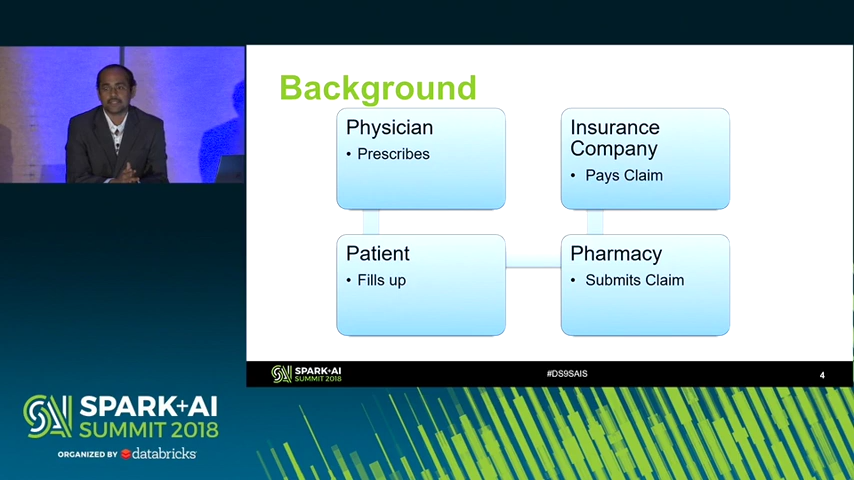 Background
Physician
• Prescribes
Insurance
Company
• Pays Claim
Patient
• Fills up
Pharmacy
• Submits Claim
SPARK+AI
SUMMIT 2018
#DS9SAIS
4
SPARK+AI
SUMMIT 2018
ORGANIZED BY databricks